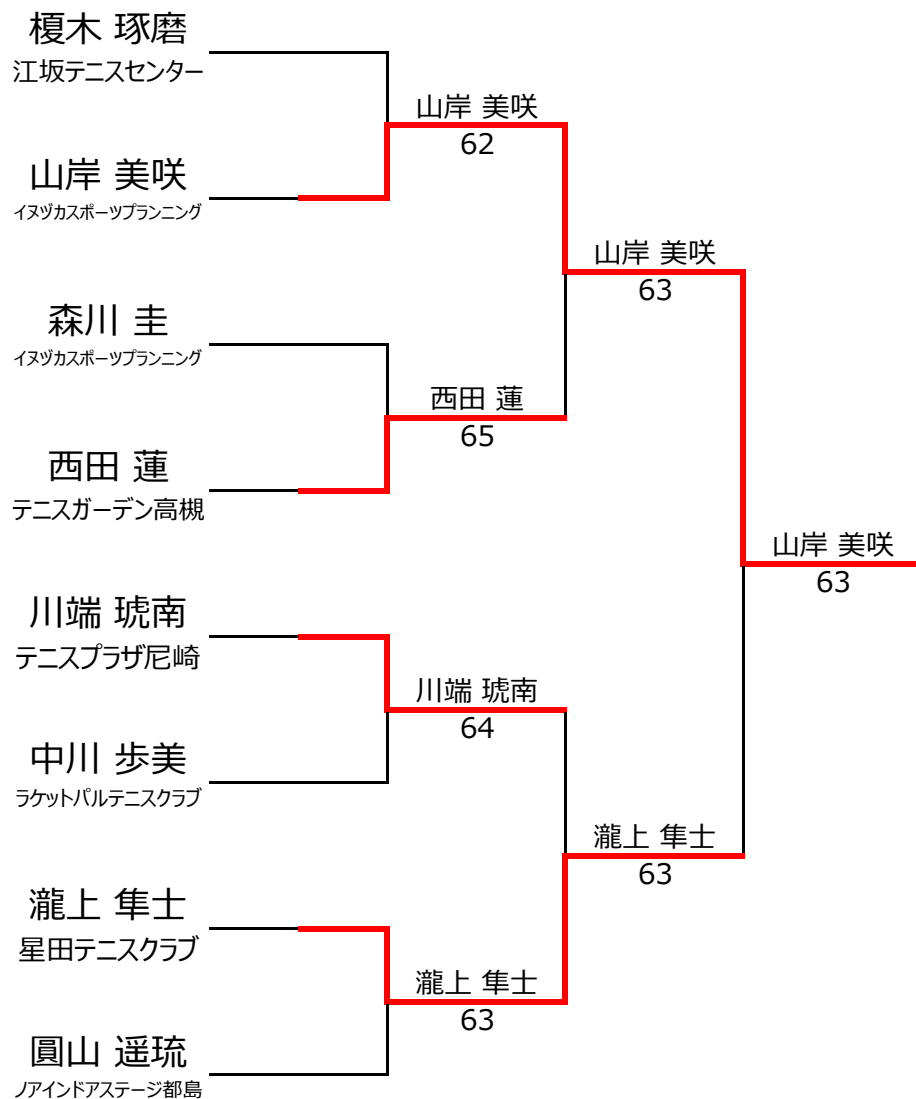 榎木 琢磨
江坂テニスセンター
山岸 美咲
62
山岸 美咲
イヌヅカスポーツプランニング
山岸 美咲
63
森川 圭
イヌヅカスポーツプランニング
西田 蓮
65
西田 蓮
テニスガーデン高槻
山岸 美咲
63
川端 琥南
テニスプラザ尼崎
川端 琥南
64
中川 歩美
ラケットパルテニスクラブ
瀧上 隼士
63
瀧上 隼士
星田テニスクラブ
瀧上 隼士
63
圓山 遥琉
ノアインドアステージ都島